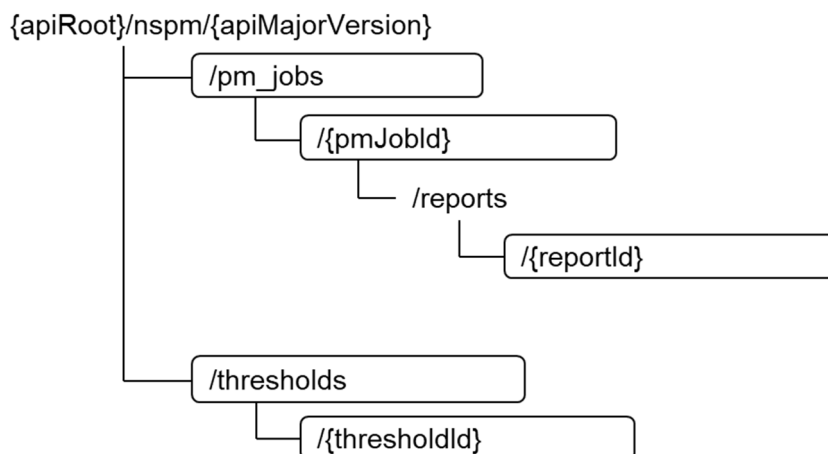 {apiRoot}/nspm/{apiMajorVersion}
/pm_jobs
/{pmJobId}
/reports
/{reportId}
/thresholds
/{thresholdId}